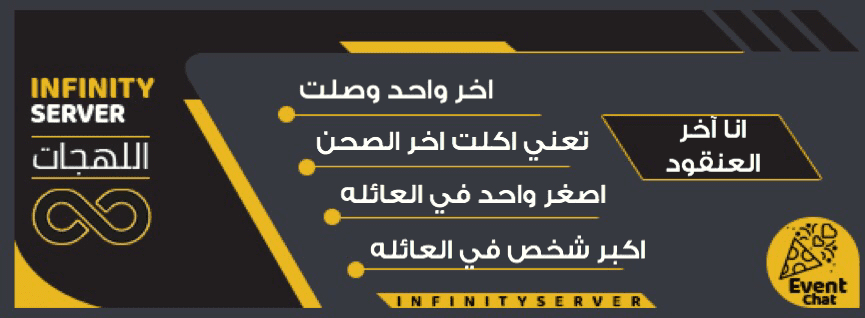 INFINITY
SERVER
اللهجات
انا آخر
العنقود
اخر واحد وصلت
تعني اكلت اخر الصحن
اصغر واحد في العائله
اكبر شخص في العائله
INFINITYSERVER
Event
Chat